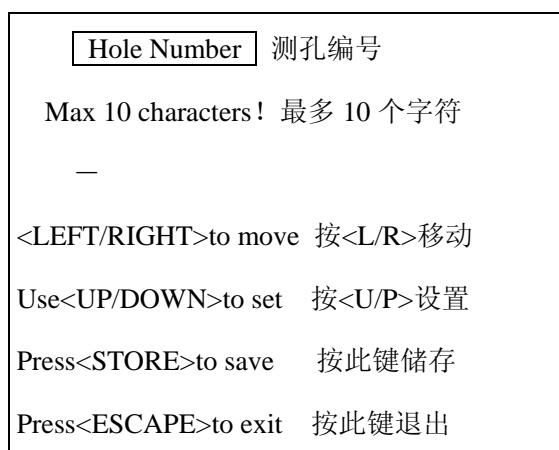 Hole Number 测孔编号
Max 10 characters！最多 10 个字符
—
<LEFT/RIGHT>to move 按<L/R>移动
Use<UP/DOWN>to set 按<U/P>设置
Press<STORE>to save 按此键储存
Press<ESCAPE>to exit 按此键退出